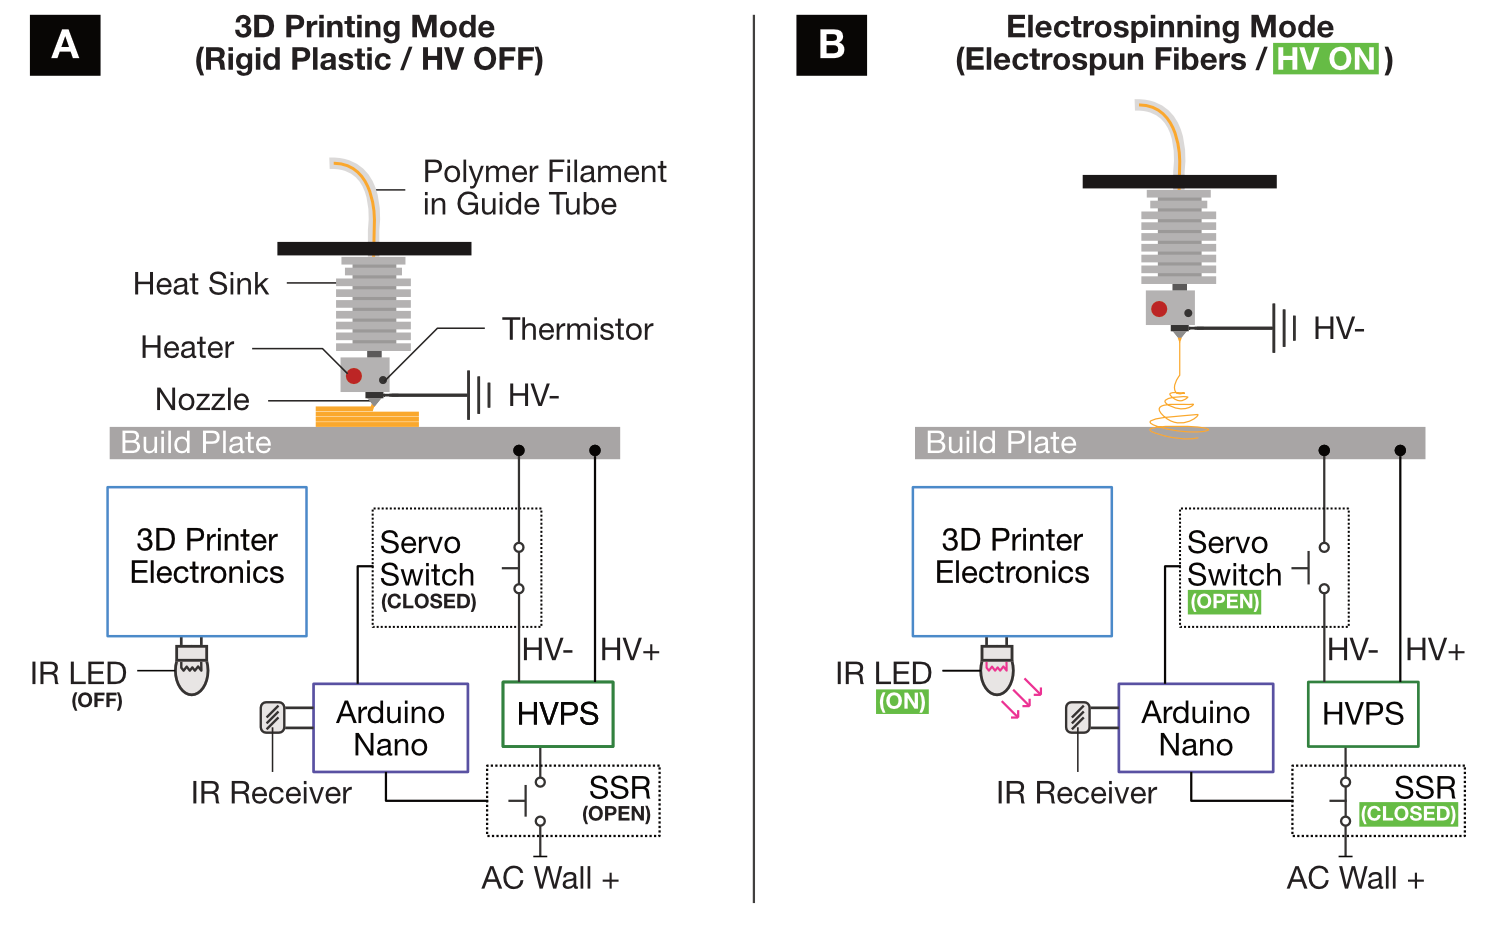 A
3D Printing Mode
(Rigid Plastic / HV OFF)
Polymer Filament
in Guide Tube
Heat Sink
Thermistor
Heater
Nozzle
HV-
Build Plate
3D Printer
Electronics
Servo
Switch
(CLOSED)
HV-
HV+
IR LED
(OFF)
Arduino
Nano
HVPS
IR Receiver
SSR
(OPEN)
AC Wall +
B
Electrospinning Mode
(Electrospun Fibers / HV ON )
HV-
Build Plate
3D Printer
Electronics
Servo
Switch
(OPEN)
HV-
HV+
IR LED
(ON)
Arduino
Nano
HVPS
IR Receiver
SSR
(CLOSED)
AC Wall +